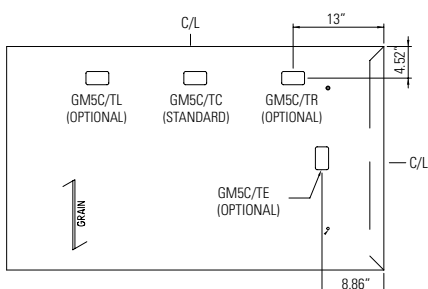 C/L
13"
4.52"
GM5C/TL
(OPTIONAL)
GM5C/TC
(STANDARD)
GM5C/TR
(OPTIONAL)
C/L
GM5C/TE
(OPTIONAL)
GRAIN
8.86"